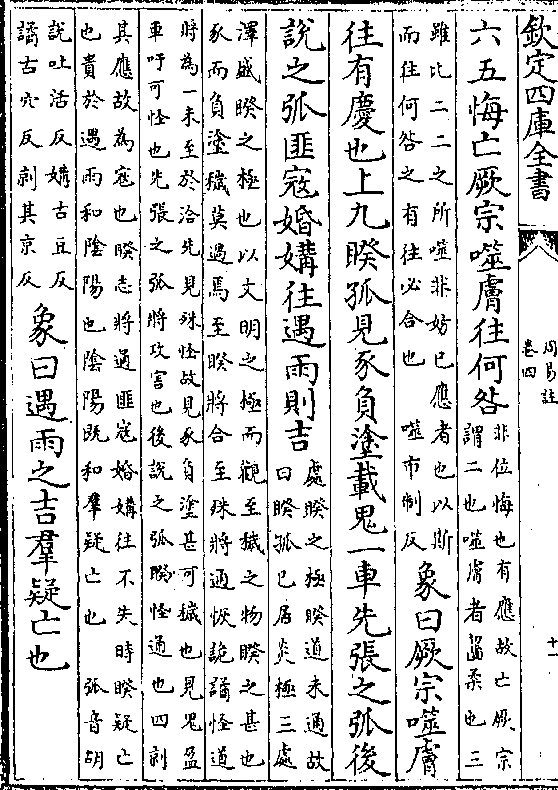 欽定四庫全書
周易註
卷四
十一
六五悔亡厥宗噬膚往何咎
非位悔也有應故亡厥宗
謂二也噬膚者齧柔也三
雖比二二之所噬非妨已應者也以斯
而往何咎之有往必合也 噬市制反
象曰厥宗噬膚
往有慶也上九睽孤見豕負塗載鬼一車先張之弧後
說之弧匪寇婚媾往遇雨則吉
處睽之極睽道未通故
曰睽孤已居炎極三處
澤盛睽之極也以文明之極而觀至穢之物睽之甚也
豕而負塗穢莫過焉至睽將合至殊將通恢詭譎怪道
將為一未至於洽先見殊怪故見豕負塗甚可穢也見鬼盈
車吁可怪也先張之弧將攻害也後說之弧睽怪通也四剠
其應故為寇也睽志將通匪寇婚媾往不失時睽疑亡
也貴於遇雨和陰陽也陰陽既和羣疑亡也 弧音胡
說吐活反媾古豆反
譎古穴反剠其京反
象曰遇雨之吉羣疑亡也